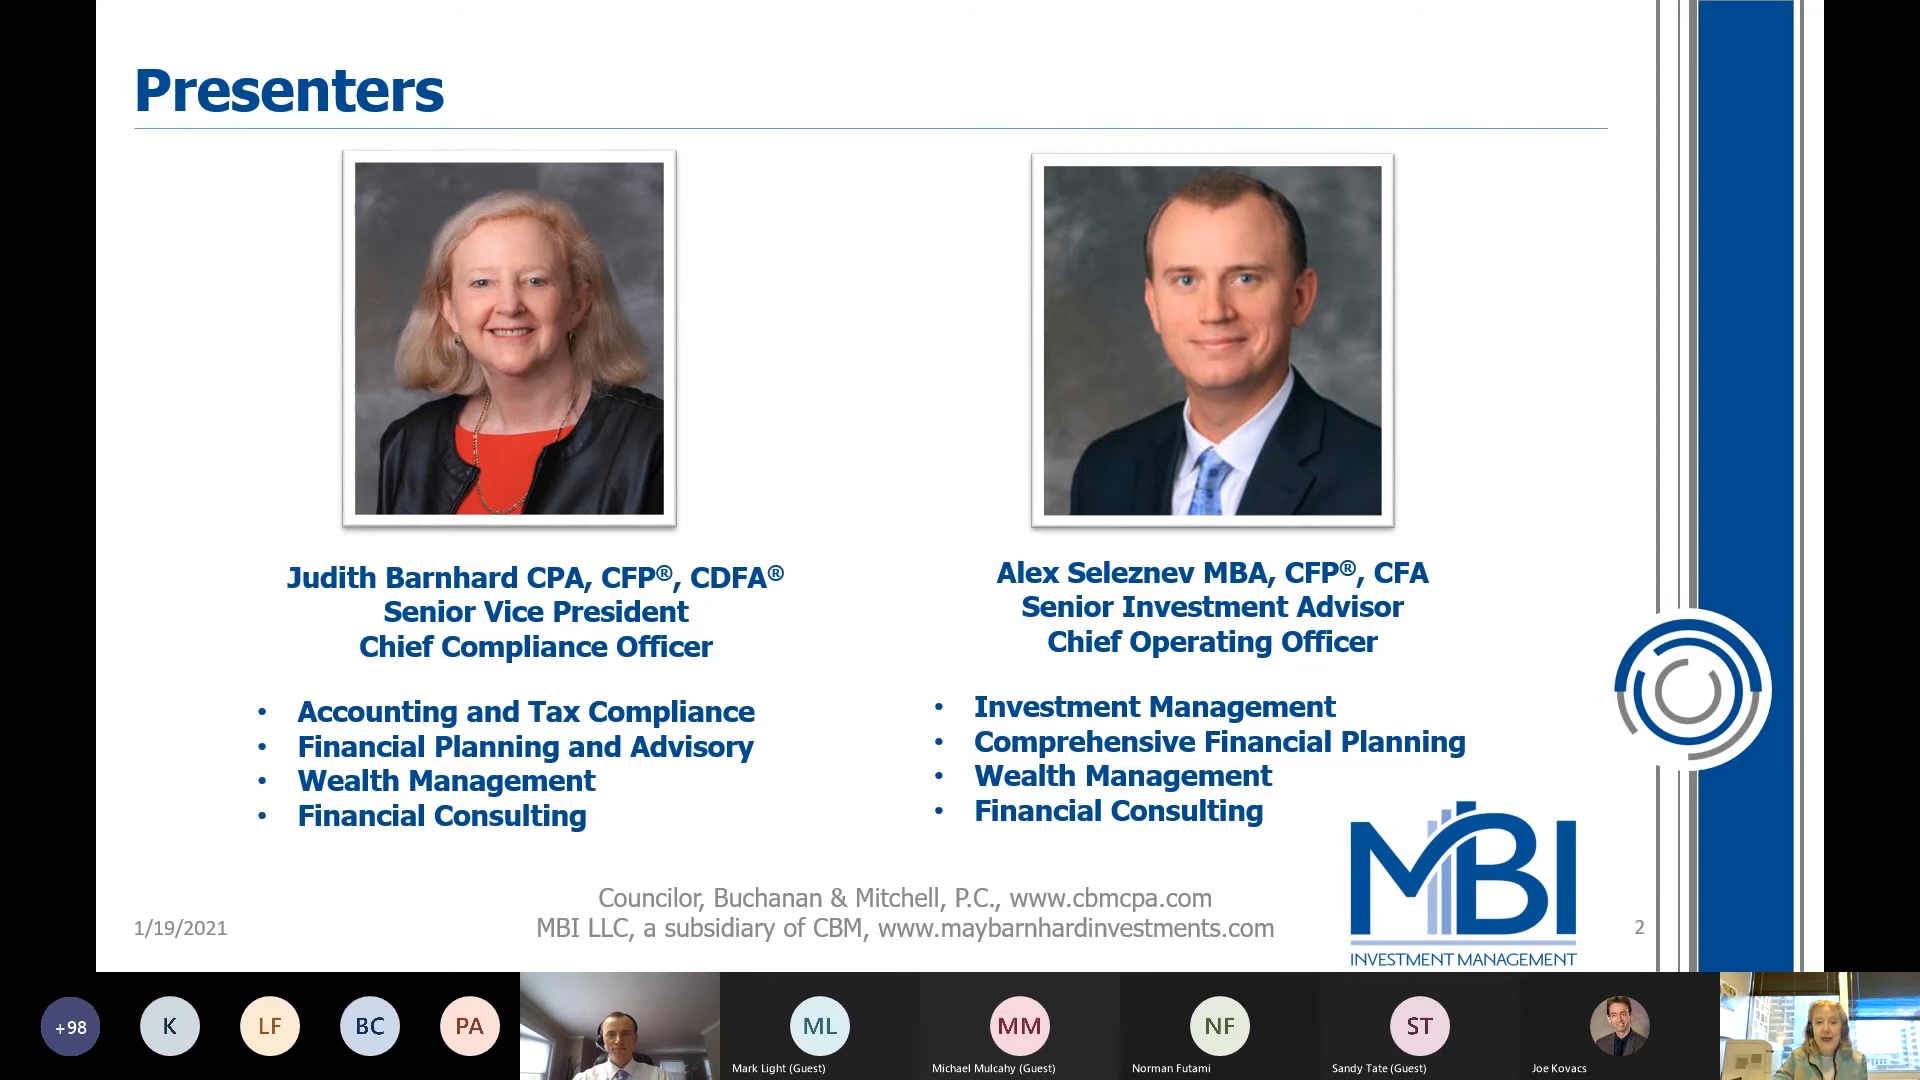 Presenters
Judith Barnhard CPA, CFP®, CDFA®
Senior Vice President
Chief Compliance Officer
• Accounting and Tax Compliance
• Financial Planning and Advisory
• Wealth Management
• Financial Consulting
Alex Seleznev MBA, CFP®, CFA
Senior Investment Advisor
Chief Operating Officer
• Investment Management
• Comprehensive Financial Planning
• Wealth Management
• Financial Consulting
MBI
INVESTMENT MANAGEMENT
Councilor, Buchanan & Mitchell, P.C., www.cbmcpa.com
MBI LLC, a subsidiary of CBM, www.maybarnhardinvestments.com
1/19/2021
2
+98
K
LF
BC
PA
ML
Mark Light (Guest)
MM
Michael Mulcahy (Guest)
NF
Norman Futami
ST
Sandy Tate (Guest)
Joe Kovacs